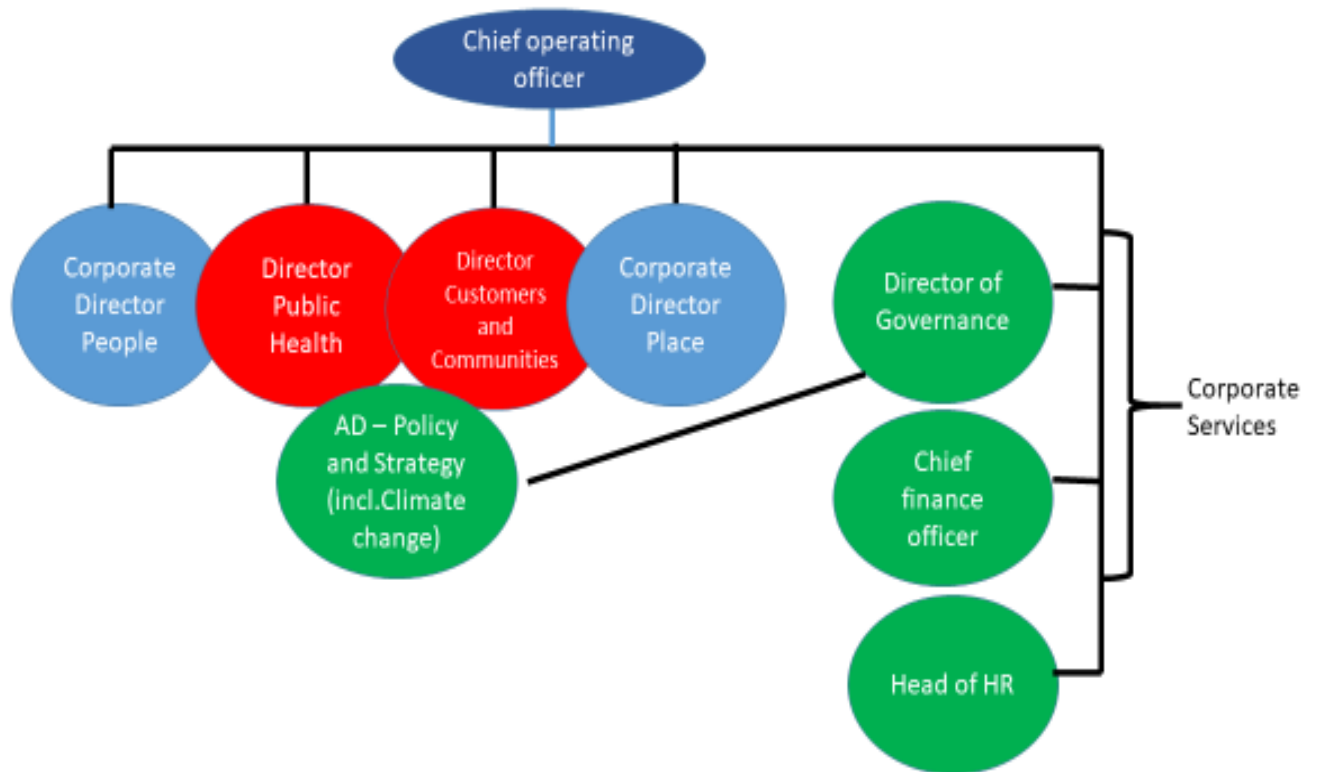 Chief operating
officer
Corporate
Director
People
Director
Public
Health
Director
Customers
and
Communities
Corporate
Director
Place
Director of
Governance
AD – Policy
and Strategy
(incl.Climate
change)
Chief
finance
officer
Corporate
Services
Head of HR